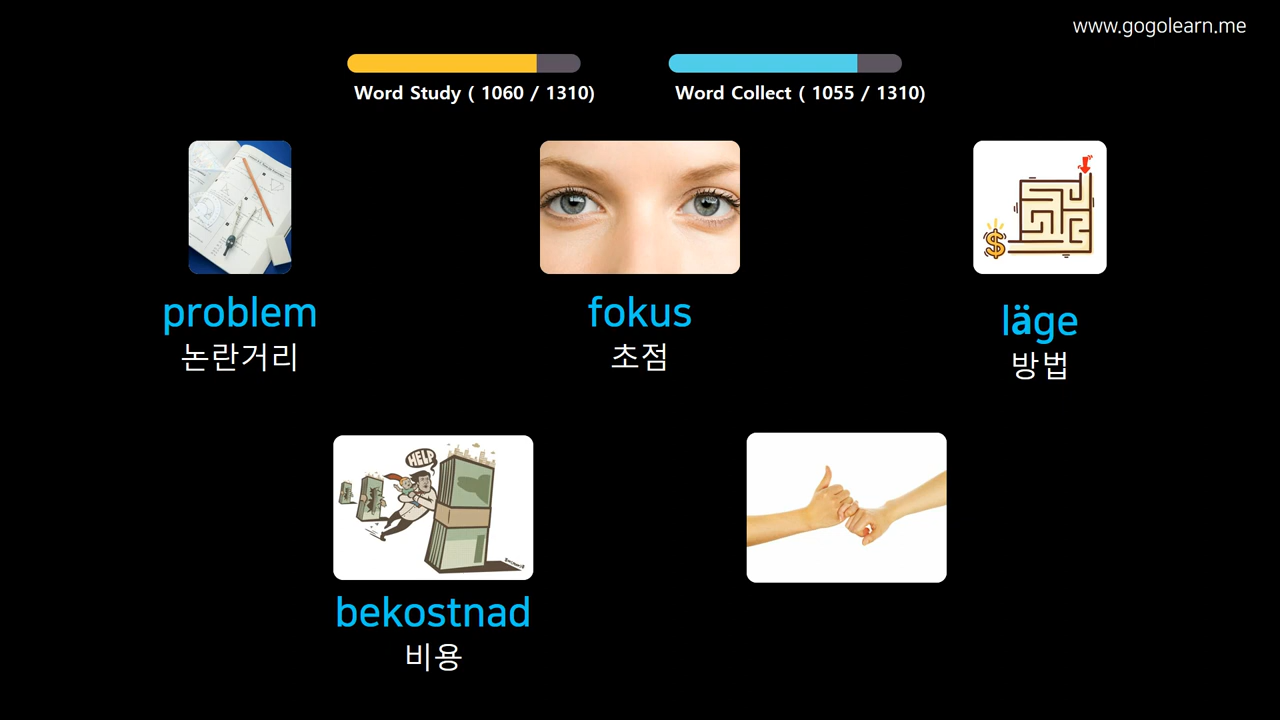 www.gogolearn.me
Word Study ( 1060 / 1310)
Word Collect ( 1055 / 1310)
problem
논란거리
fokus
초점
läge
방법
HELP
bekostnad
비용